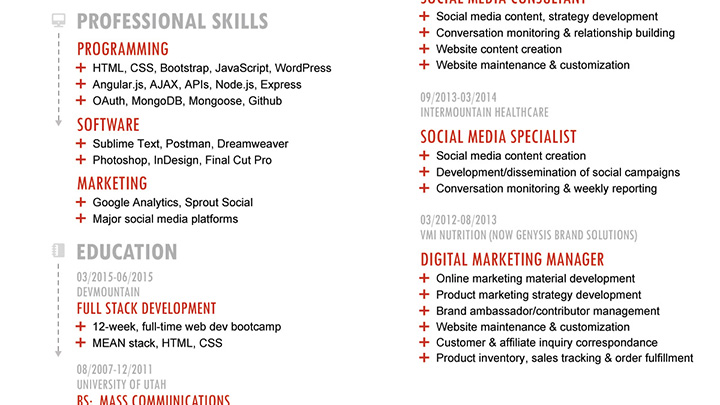 PROFESSIONAL SKILLS
PROGRAMMING
HTML, CSS, Bootstrap, JavaScript, WordPress
Angular.js, AJAX, APIs, Node.js, Express
OAuth, MongoDB, Mongoose, Github
SOFTWARE
Sublime Text, Postman, Dreamweaver
Photoshop, InDesign, Final Cut Pro
MARKETING
Google Analytics, Sprout Social
Major social media platforms
EDUCATION
03/2015-06/2015
DEVMOUNTAIN
FULL STACK DEVELOPMENT
12-week, full-time web dev bootcamp
MEAN stack, HTML, CSS
08/2007-12/2011
UNIVERSITY OF UTAH
BS: MASS COMMUNICATIONS
SOCIAL MEDIA CONSULTANT
Social media content, strategy development
Conversation monitoring & relationship building
Website content creation
Website maintenance & customization
09/2013-03/2014
INTERMOUNTAIN HEALTHCARE
SOCIAL MEDIA SPECIALIST
Social media content creation
Development/dissemination of social campaigns
Conversation monitoring & weekly reporting
03/2012-08/2013
VMI NUTRITION (NOW GENYSIS BRAND SOLUTIONS)
DIGITAL MARKETING MANAGER
Online marketing material development
Product marketing strategy development
Brand ambassador/contributor management
Website maintenance & customization
Customer & affiliate inquiry correspondance
Product inventory, sales tracking & order fulfillment